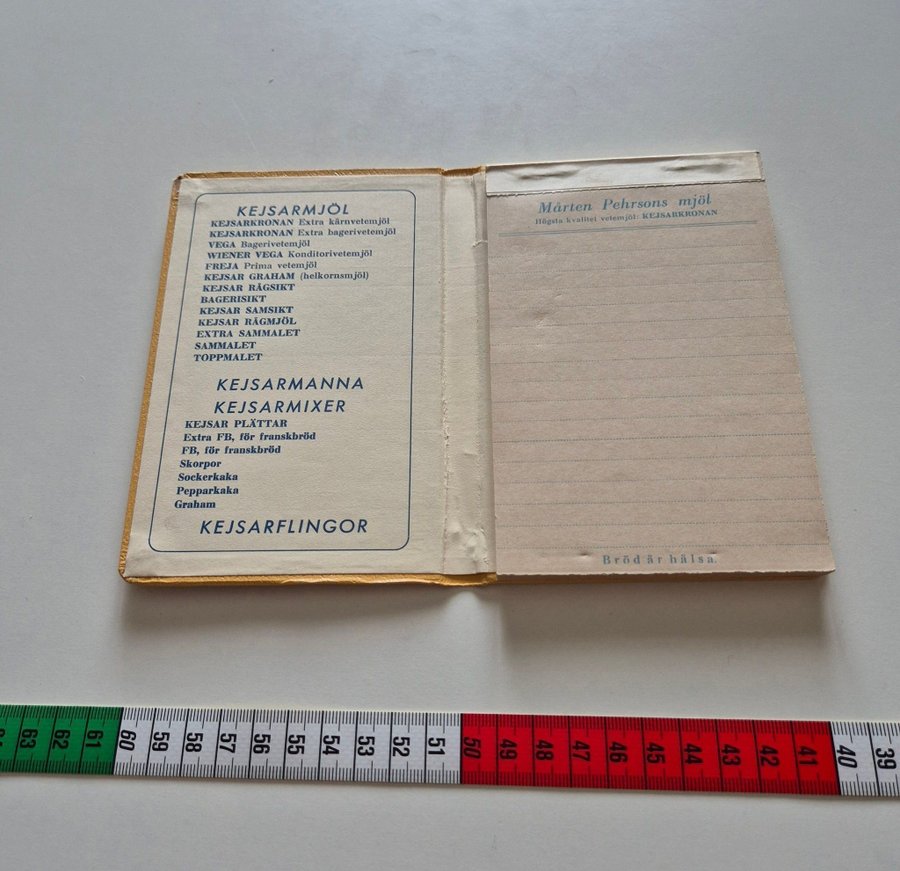 KEJSARMJÖL
KEJSARKRONAN Extra kärnvetemjöl
KEJSARKRONAN Extra bagerivetemjöl
VEGA Bagerivetemjöl
WIENER VEGA Konditorivetemjöl
FREJA Prima vetemjöl
KEJSAR GRAHAM (helkornsmjöl)
KEJSAR RÅGSIKT
BAGERISIKT
KEJSAR SAMSIKT
KEJSAR RÅGMJÖL
EXTRA SAMMALET
SAMMALET
TOPPMALET
KEJSARMANNA
KEJSARMIXER
KEJSAR PLÄTTAR
Extra FB, för franskbröd
FB, för franskbröd
Skorpor
Sockerkaka
Pepparkaka
Graham
KEJSARFLINGOR
Mårten Pehrsons mjöl
Högsta kvalitet vetemjöl: KEJSARKRONAN
Bröd är hälsa.
63 62 61 60 59 58 57 56 55 54 53 52 51 50 49 48 47 46 45 44 43 42 41 40 39